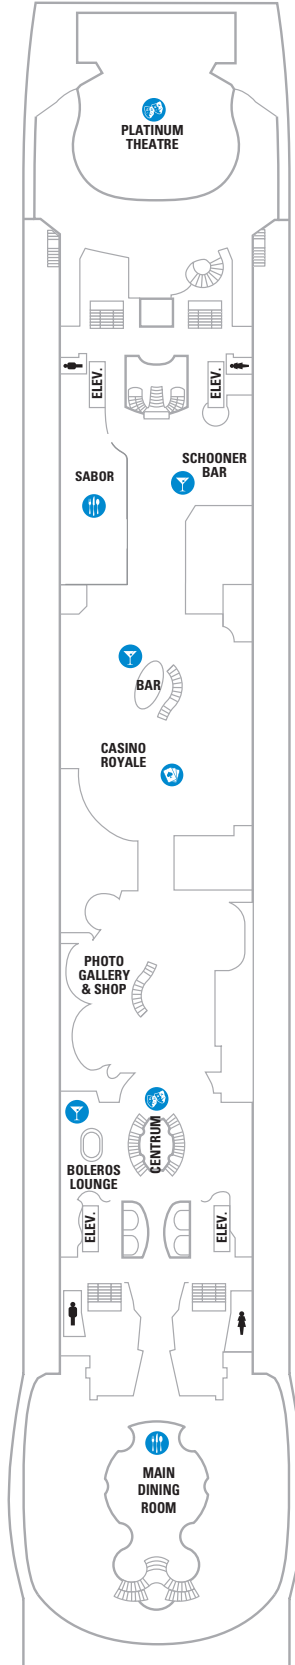 PLATINUM
THEATRE
ELEV.
ELEV.
SCHOONER
BAR
SABOR
BAR
CASINO
ROYALE
PHOTO
GALLERY
& SHOP
CENTRUM
BOLEROS
LOUNGE
ELEV.
ELEV.
MAIN
DINING
ROOM